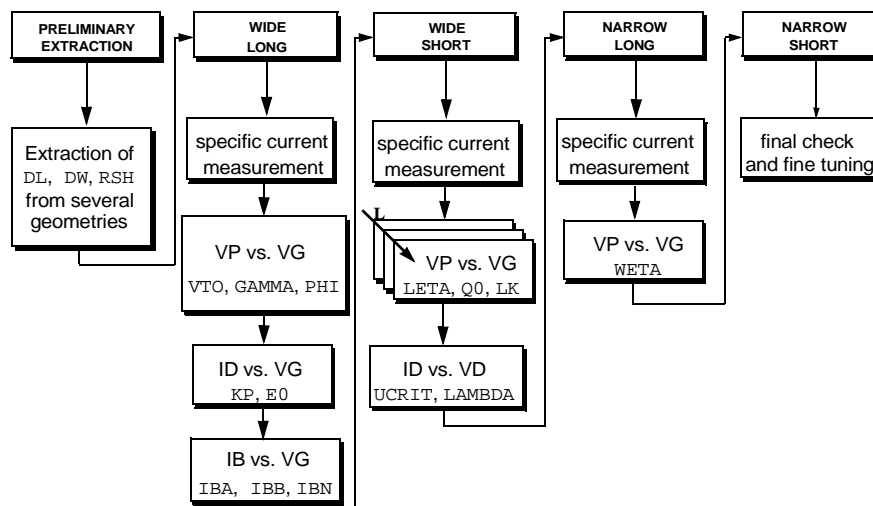 PRELIMINARY
EXTRACTION
Extraction of
DL, DW, RSH
from several
geometries
WIDE
LONG
specific current
measurement
VP vs. VG
VTO, GAMMA, PHI
ID vs. VG
KP, E0
IB vs. VG
IBA, IBB, IBN
WIDE
SHORT
specific current
measurement
L
VP vs. VG
LETA, Q0, LK
ID vs. VD
UCRIT, LAMBDA
NARROW
LONG
specific current
measurement
VP vs. VG
WETA
NARROW
SHORT
final check
and fine tuning